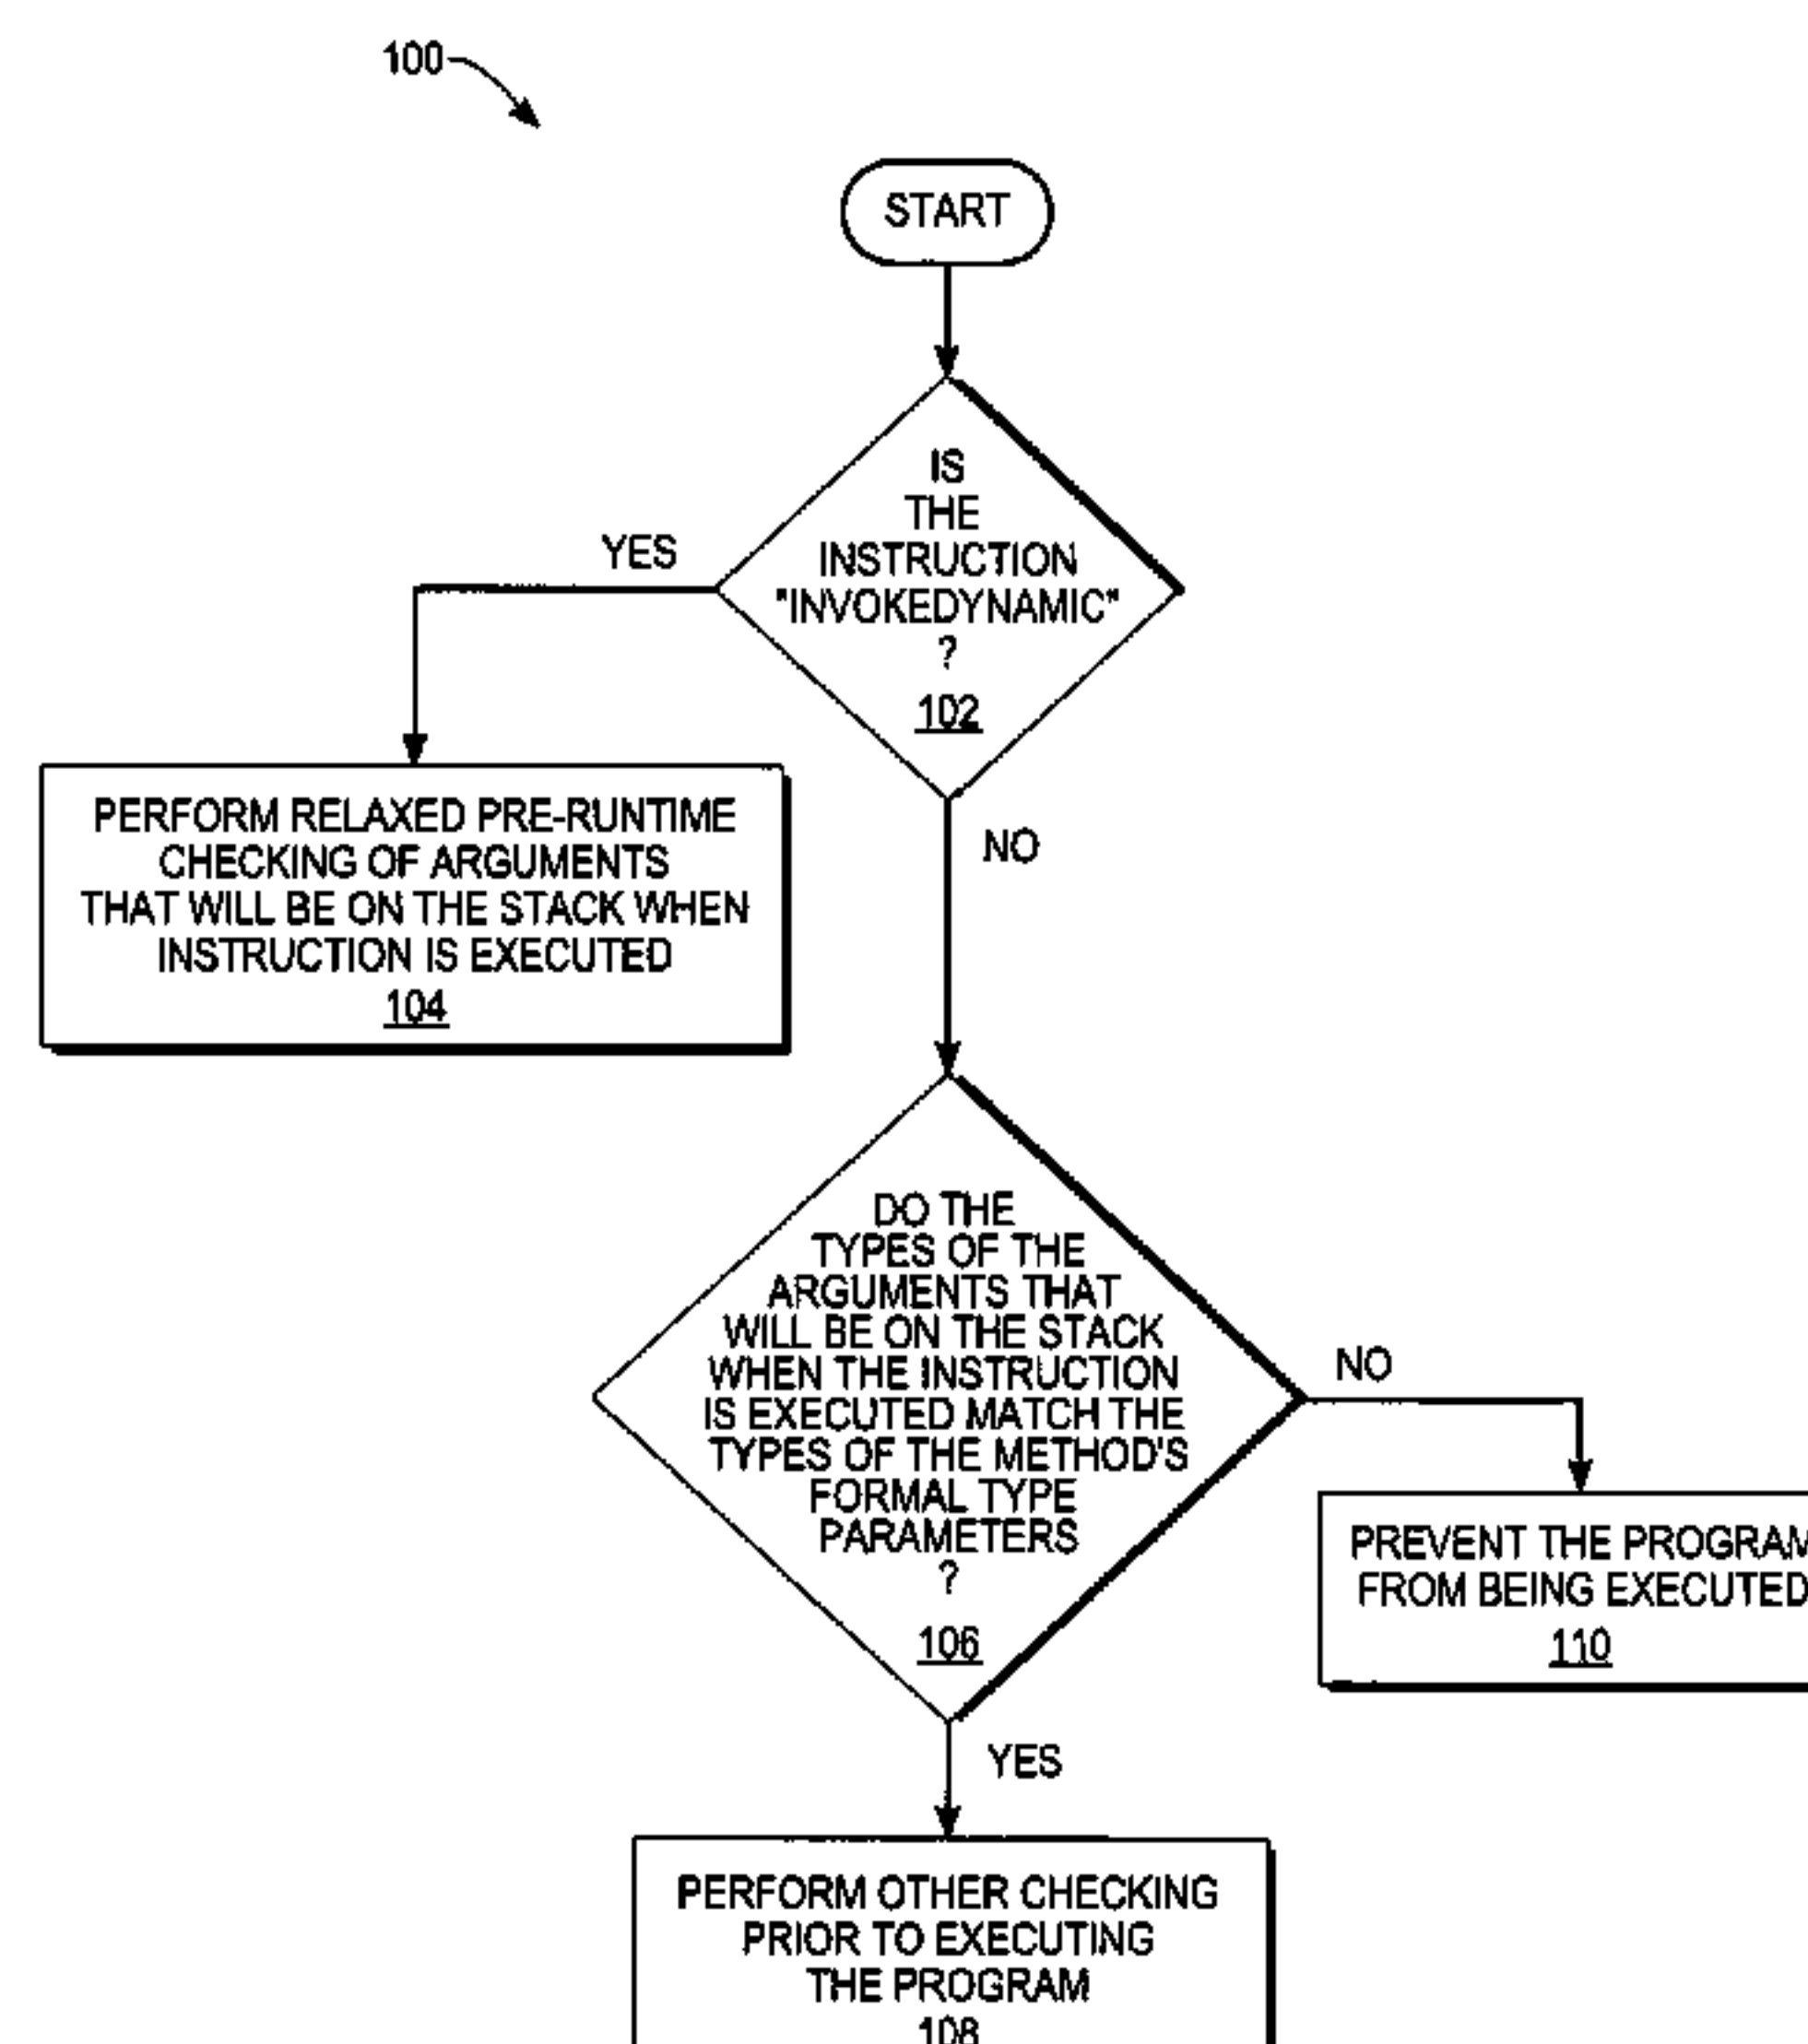 100
START
IS
THE
INSTRUCTION
"INVOKEDYNAMIC"
?
102
YES
NO
PERFORM RELAXED PRE-RUNTIME
CHECKING OF ARGUMENTS
THAT WILL BE ON THE STACK WHEN
INSTRUCTION IS EXECUTED
104
DO THE
TYPES OF THE
ARGUMENTS THAT
WILL BE ON THE STACK
WHEN THE INSTRUCTION
IS EXECUTED MATCH THE
TYPES OF THE METHOD'S
FORMAL TYPE
PARAMETERS
?
106
NO
PREVENT THE PROGRAM
FROM BEING EXECUTED
110
YES
PERFORM OTHER CHECKING
PRIOR TO EXECUTING
THE PROGRAM
108